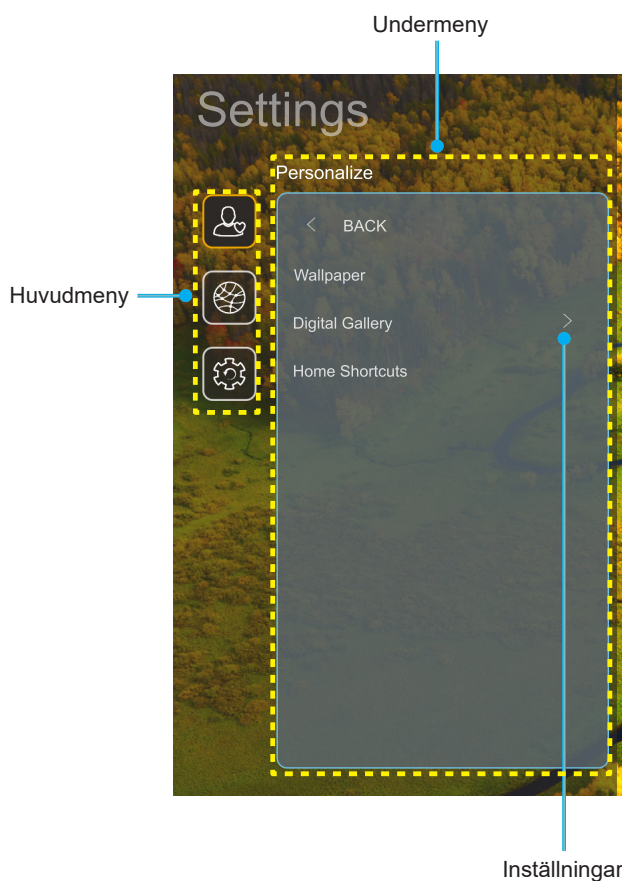 Undermeny
Settings
Personalize
< BACK
Wallpaper
Huvudmeny
Digital Gallery >
Home Shortcuts
Inställningar